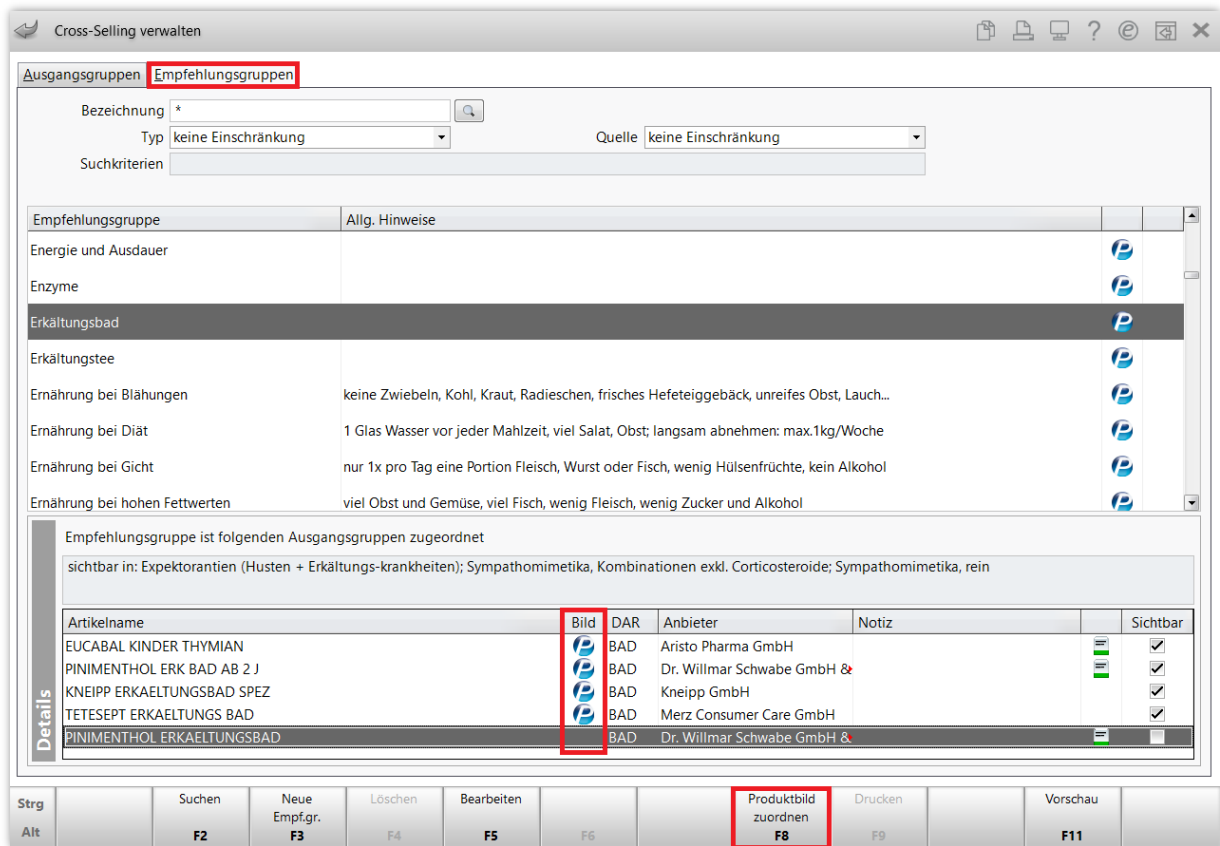 Cross-Selling verwalten
Ausgangsgruppen Empfehlungsgruppen
Bezeichnung *
Typ keine Einschränkung Quelle keine Einschränkung
Suchkriterien
Empfehlungsgruppe Allg. Hinweise
Energie und Ausdauer
Enzyme
Erkältungsbad
Erkältungstee
Ernährung bei Blähungen keine Zwiebeln, Kohl, Kraut, Radieschen, frisches Hefeteiggebäck, unreifes Obst, Lauch...
Ernährung bei Diät 1 Glas Wasser vor jeder Mahlzeit, viel Salat, Obst; langsam abnehmen: max.1kg/Woche
Ernährung bei Gicht nur 1x pro Tag eine Portion Fleisch, Wurst oder Fisch, wenig Hülsenfrüchte, kein Alkohol
Ernährung bei hohen Fettwerten viel Obst und Gemüse, viel Fisch, wenig Fleisch, wenig Zucker und Alkohol
Details
Empfehlungsgruppe ist folgenden Ausgangsgruppen zugeordnet
sichtbar in: Expektorantien (Husten + Erkältungs-krankheiten); Sympathomimetika, Kombinationen exkl. Corticosteroide; Sympathomimetika, rein
Artikelname Bild DAR Anbieter Notiz Sichtbar
EUCABAL KINDER THYMIAN BAD Aristo Pharma GmbH
PINIMENTHOL ERK BAD AB 2 J BAD Dr. Willmar Schwabe GmbH &
KNEIPP ERKAELTUNGSBAD SPEZ BAD Kneipp GmbH
TETESEPT ERKAELTUNGS BAD BAD Merz Consumer Care GmbH
PINIMENTHOL ERKAELTUNGSBAD BAD Dr. Willmar Schwabe GmbH &
Strg Suchen Neue Löschen Bearbeiten Produktbild Drucken Vorschau
Empf.gr. zuordnen
Alt F2 F3 F4 F5 F6 F8 F9 F11